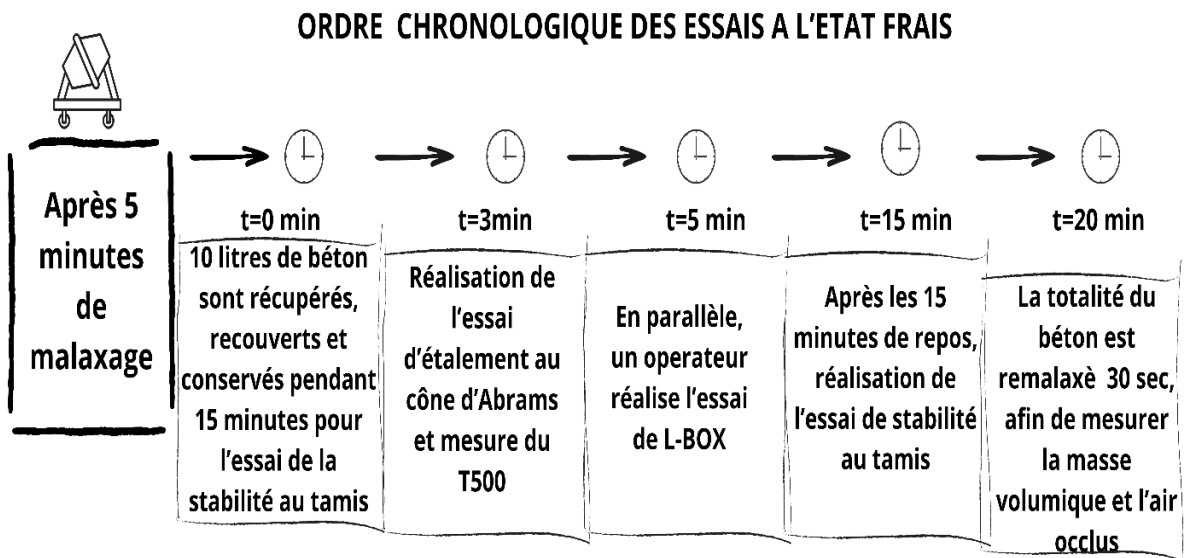 ORDRE CHRONOLOGIQUE DES ESSAIS A L'ETAT FRAIS
Après 5
minutes
de
malaxage
t=0 min
10 litres de béton
sont récupérés,
recouverts et
conservés pendant
15 minutes pour
l'essai de la
stabilité au tamis
t=3min
Réalisation de
l'essai
d'étalement au
cône d'Abrams
et mesure du
T500
t=5 min
En parallèle,
un operateur
réalise l'essai
de L-BOX
t=15 min
Après les 15
minutes de repos,
réalisation de
l'essai de stabilité
au tamis
t=20 min
La totalité du
béton est
remalaxè 30 sec,
afin de mesurer
la masse
volumique et l'air
occlus